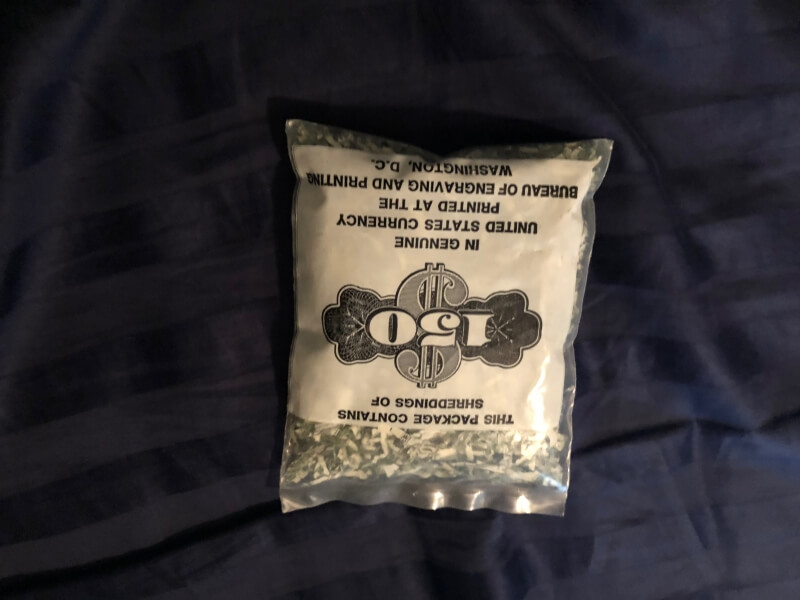 THIS PACKAGE CONTAINS
SHREDDINGS OF
$150
IN GENUINE
UNITED STATES CURRENCY
PRINTED AT THE
BUREAU OF ENGRAVING AND PRINTING
WASHINGTON, D.C.